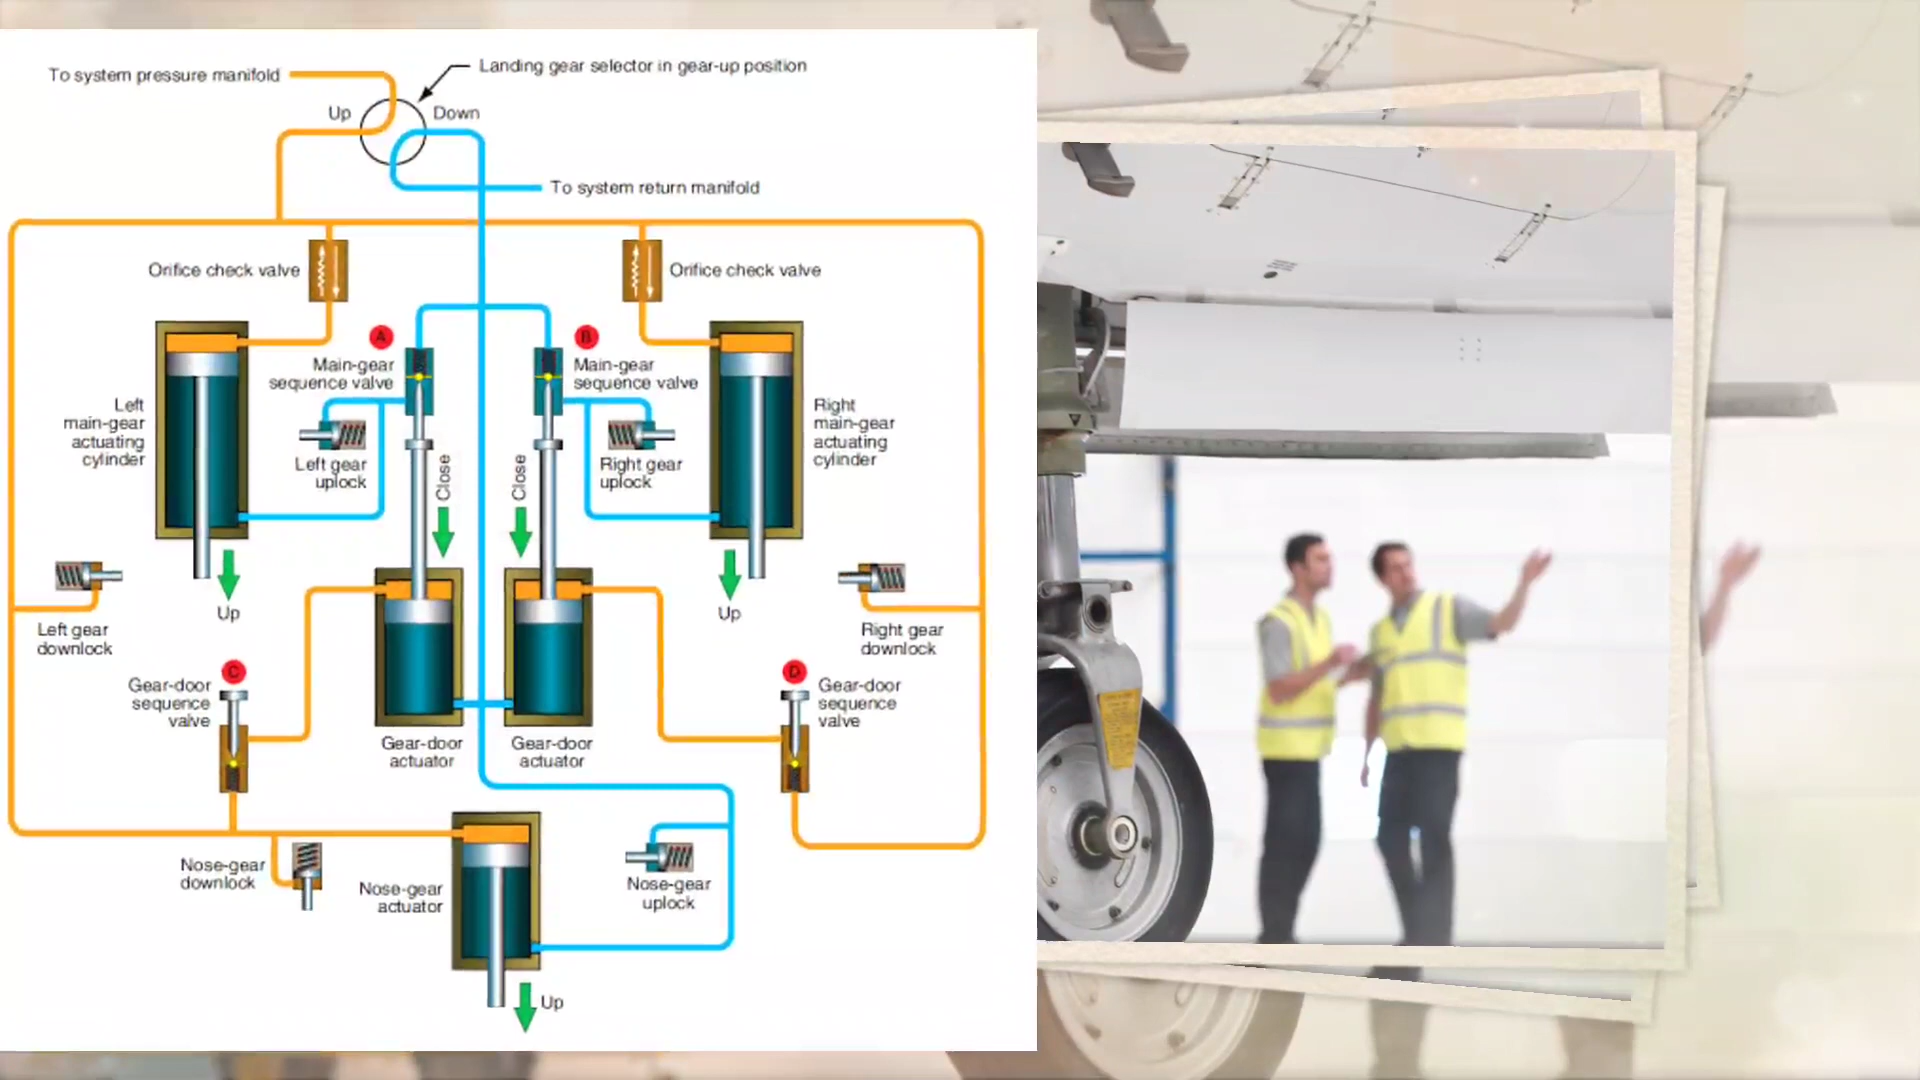 To system pressure manifold
Landing gear selector in gear-up position
Up
Down
To system return manifold
Orifice check valve
Orifice check valve
A
B
Main-gear
sequence valve
Main-gear
sequence valve
Left
main-gear
actuating
cylinder
Right
main-gear
actuating
cylinder
Left gear
uplock
Close
Close
Right gear
uplock
Up
Up
Left gear
downlock
Right gear
downlock
C
D
Gear-door
sequence
valve
Gear-door
sequence
valve
Gear-door
actuator
Gear-door
actuator
Nose-gear
downlock
Nose-gear
actuator
Nose-gear
uplock
Up